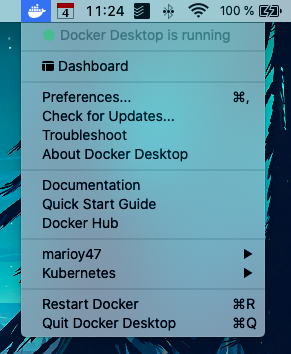 4 11:24 100 %
Docker Desktop is running
Dashboard
Preferences... ⌘,
Check for Updates...
Troubleshoot
About Docker Desktop
Documentation
Quick Start Guide
Docker Hub
marioy47
Kubernetes
Restart Docker ⌘R
Quit Docker Desktop ⌘Q